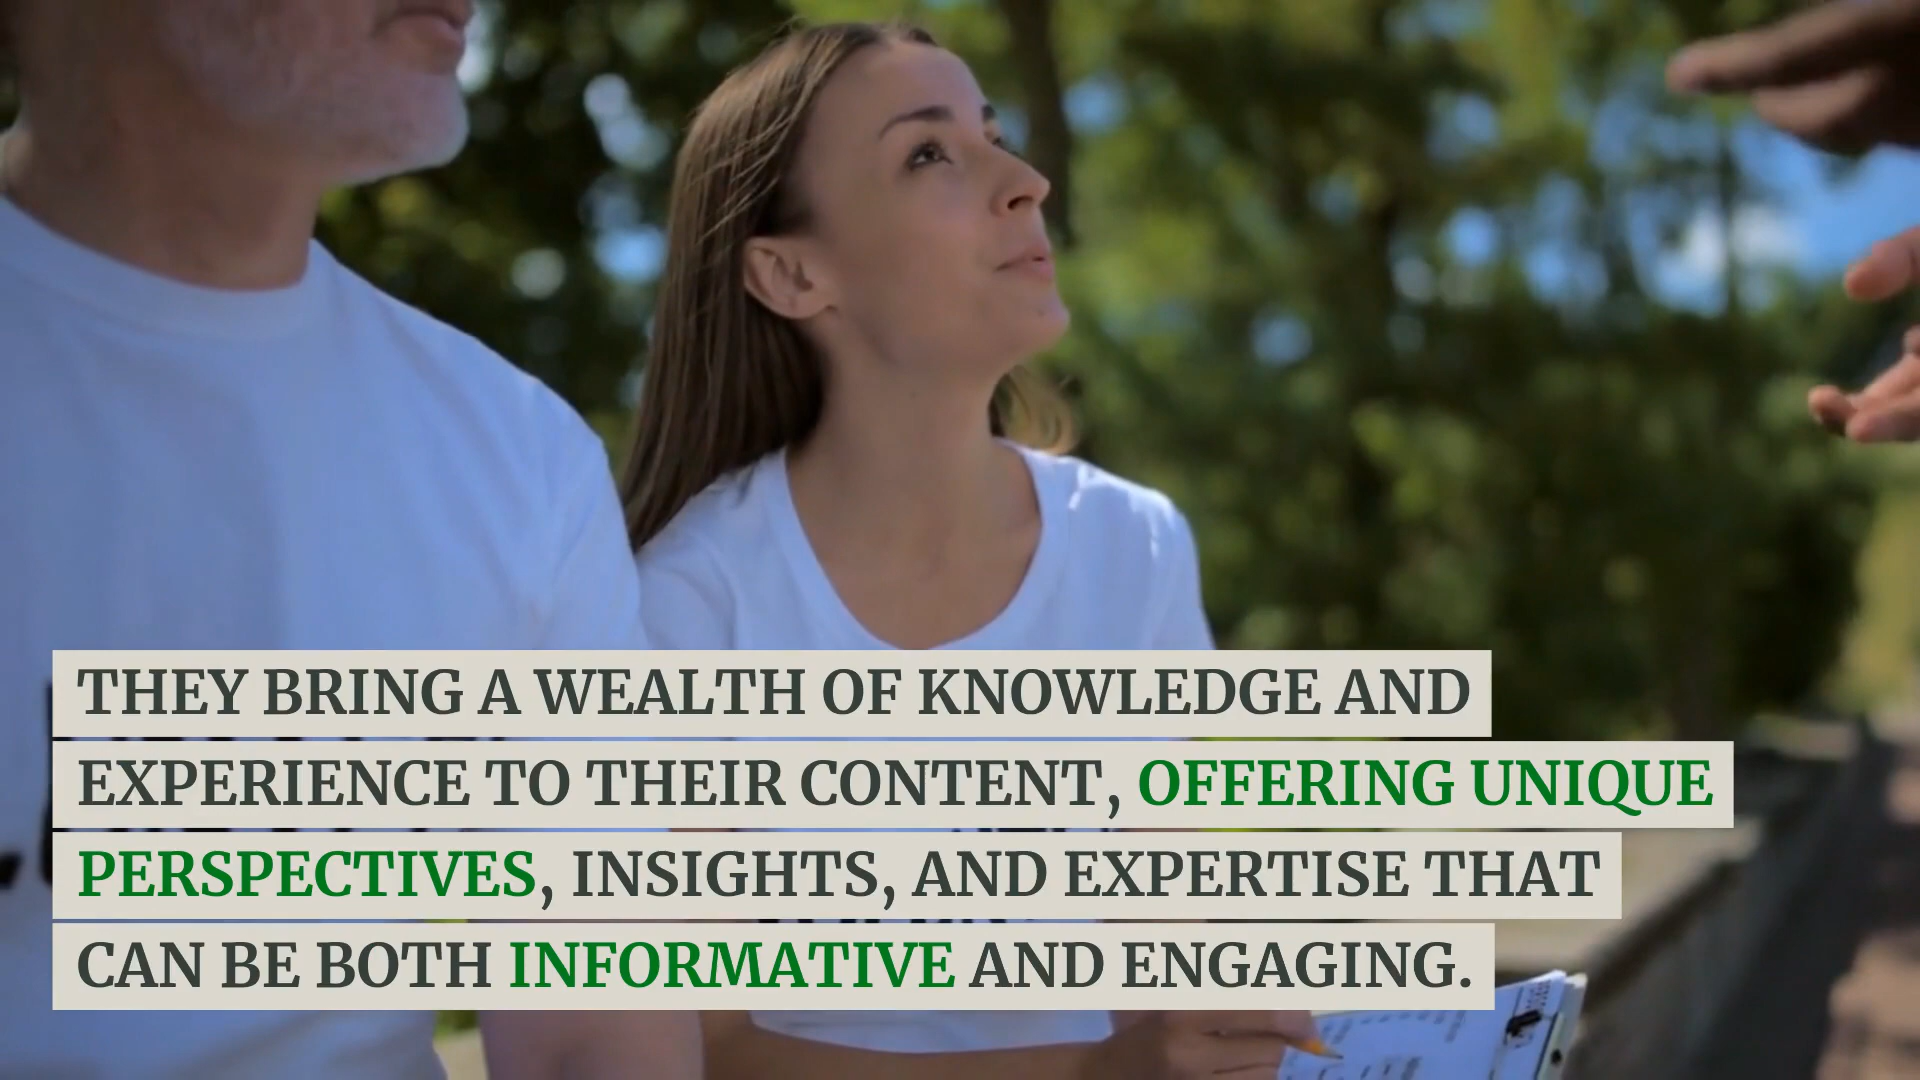 THEY BRING A WEALTH OF KNOWLEDGE AND
EXPERIENCE TO THEIR CONTENT, OFFERING UNIQUE
PERSPECTIVES, INSIGHTS, AND EXPERTISE THAT
CAN BE BOTH INFORMATIVE AND ENGAGING.